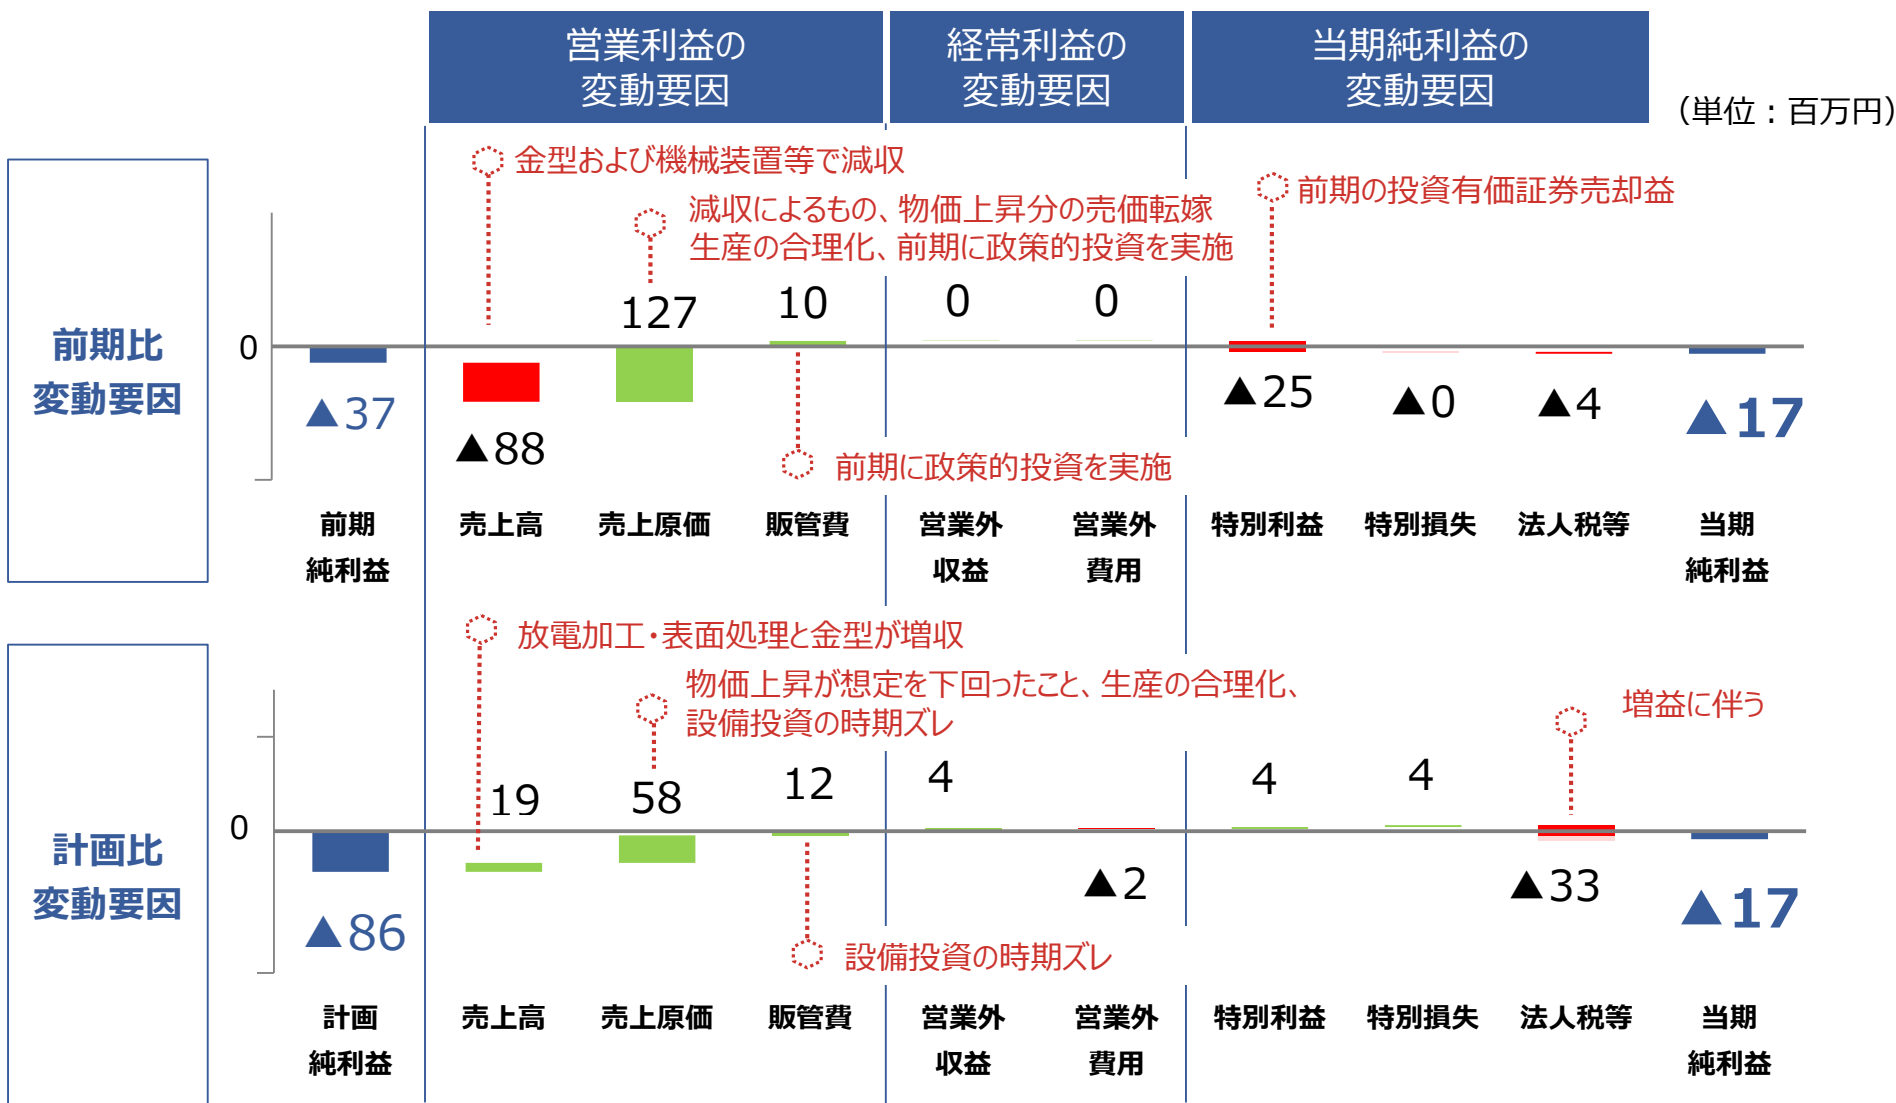 営業利益の
変動要因
経常利益の
変動要因
当期純利益の
変動要因
（単位：百万円）
前期比
変動要因
金型および機械装置等で減収
減収によるもの、物価上昇分の売価転嫁
生産の合理化、前期に政策的投資を実施
前期の投資有価証券売却益
0
▲37
▲88
127
10
0
0
▲25
▲0
▲4
▲17
前期に政策的投資を実施
前期
純利益
売上高
売上原価
販管費
営業外
収益
営業外
費用
特別利益
特別損失
法人税等
当期
純利益
計画比
変動要因
放電加工・表面処理と金型が増収
物価上昇が想定を下回ったこと、生産の合理化、
設備投資の時期ズレ
増益に伴う
0
▲86
19
58
12
4
▲2
4
4
▲33
▲17
設備投資の時期ズレ
計画
純利益
売上高
売上原価
販管費
営業外
収益
営業外
費用
特別利益
特別損失
法人税等
当期
純利益